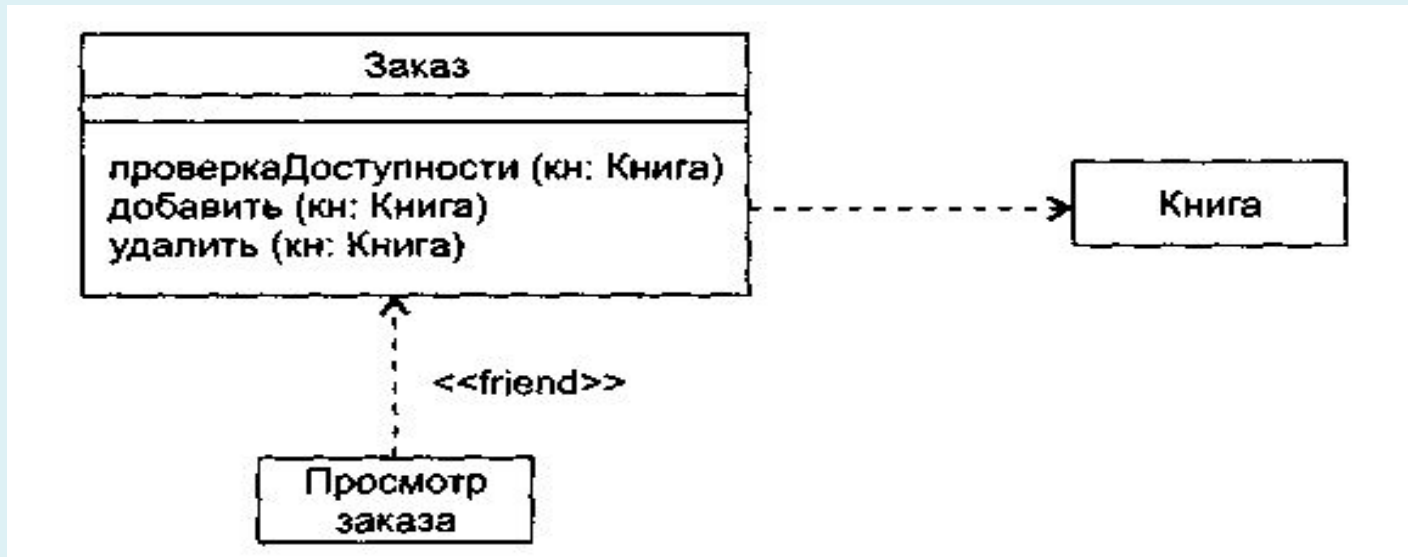 Заказ
проверкаДоступности (кн: Книга)
добавить (кн: Книга)
удалить (кн: Книга)
Книга
<<friend>>
Просмотр
заказа